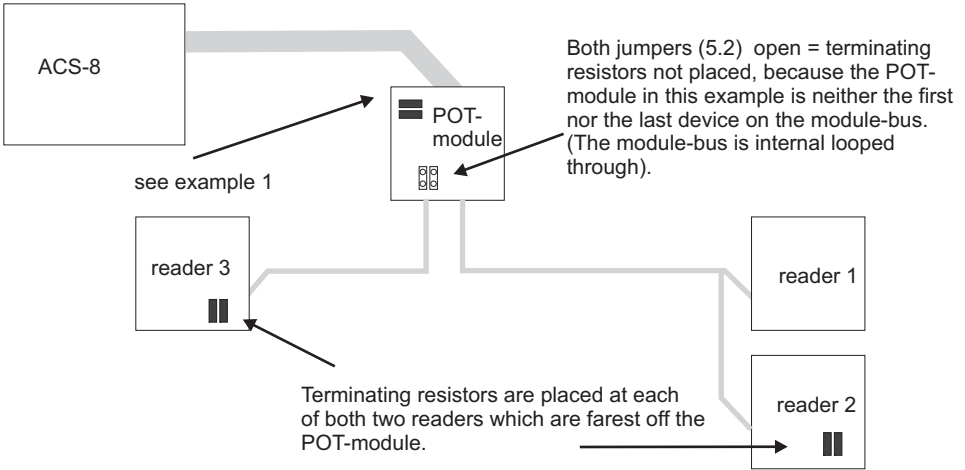 ACS-8
Both jumpers (5.2)  open = terminating
resistors not placed, because the POT-
module in this example is neither the first
nor the last device on the module-bus.
(The module-bus is internal looped
through).
POT-
module
see example 1
reader 3
reader 1
Terminating resistors are placed at each
of both two readers which are farest off the
POT-module.
reader 2